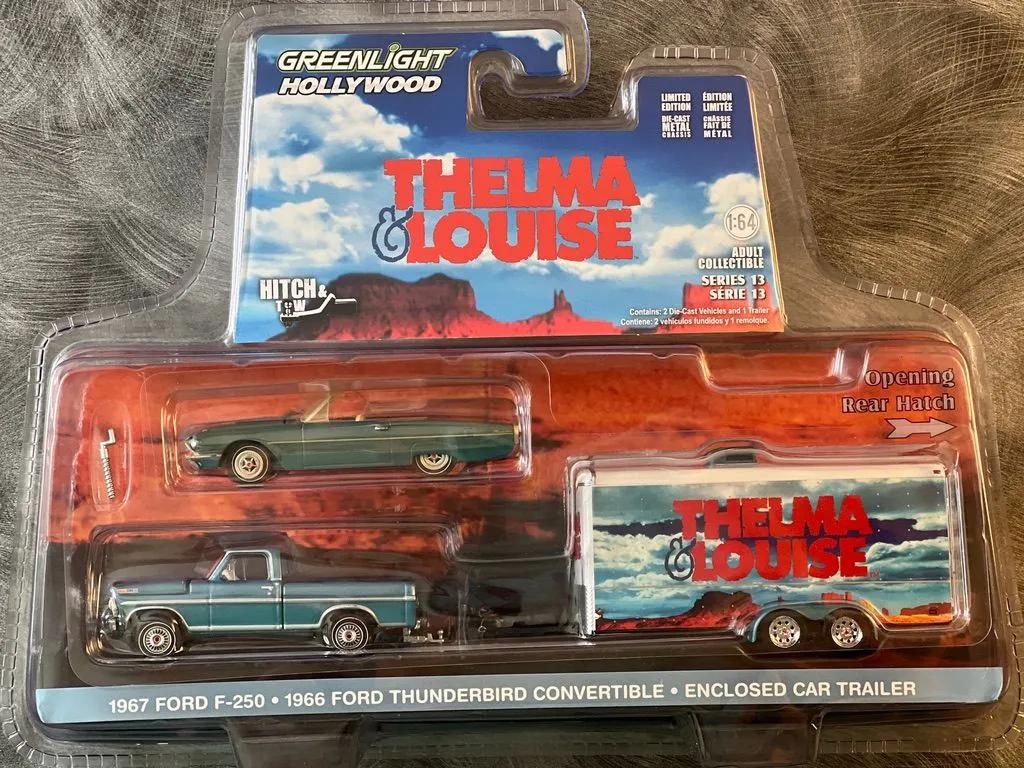 GREENLIGHT
HOLLYWOOD
LIMITED EDITION
DIE-CAST METAL CHASSIS
ÉDITION LIMITÉE
CHÂSSIS FAIT DE MÉTAL
THELMA
& LOUISE™
1:64
ADULT
COLLECTIBLE
SERIES 13
SÉRIE 13
HITCH &
TOW
Contains: 2 Die-Cast Vehicles and 1 Trailer
Contiene: 2 vehículos fundidos y 1 remolque.
Opening
Rear Hatch
THELMA
& LOUISE™
1967 FORD F-250 • 1966 FORD THUNDERBIRD CONVERTIBLE • ENCLOSED CAR TRAILER